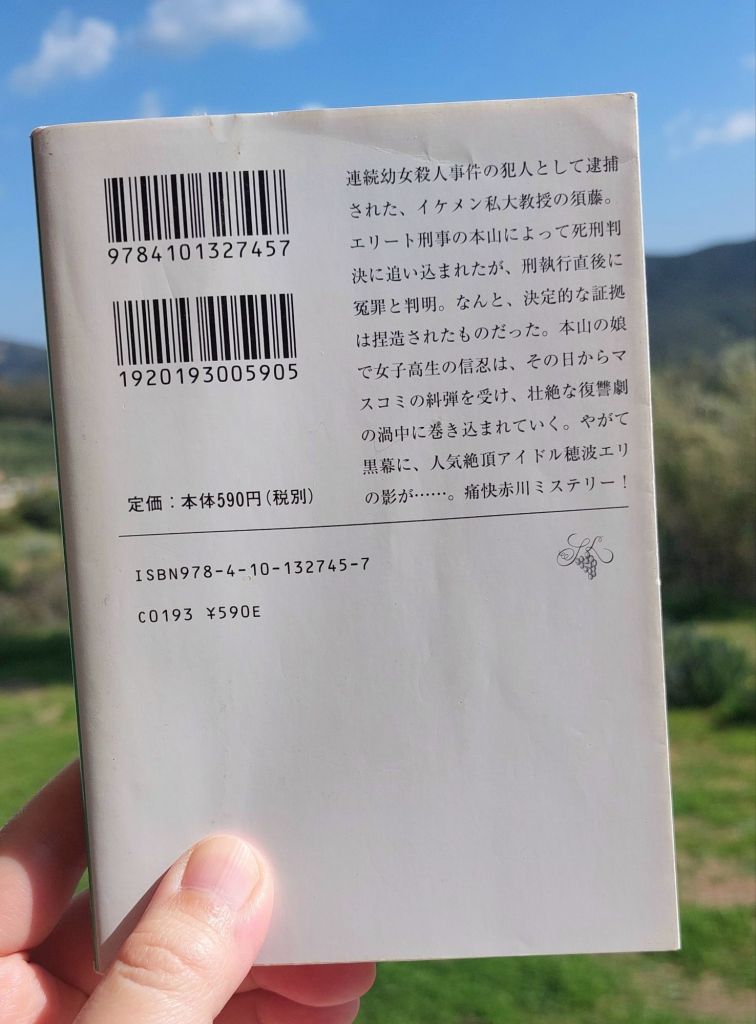 9784101327457
1920193005905
定価：本体590円(税別)
連続幼女殺人事件の犯人として逮捕
された、イケメン私大教授の須藤。
エリート刑事の本山によって死刑判
決に追い込まれたが、刑執行直後に
冤罪と判明。なんと、決定的な証拠
は捏造されたものだった。本山の娘
で女子高生の信忍は、その日からマ
スコミの糾弾を受け、壮絶な復讐劇
の渦中に巻き込まれていく。やがて
黒幕に、人気絶頂アイドル穂波エリ
の影が……。痛快赤川ミステリー！
ISBN978-4-10-132745-7
C0193 ¥590E